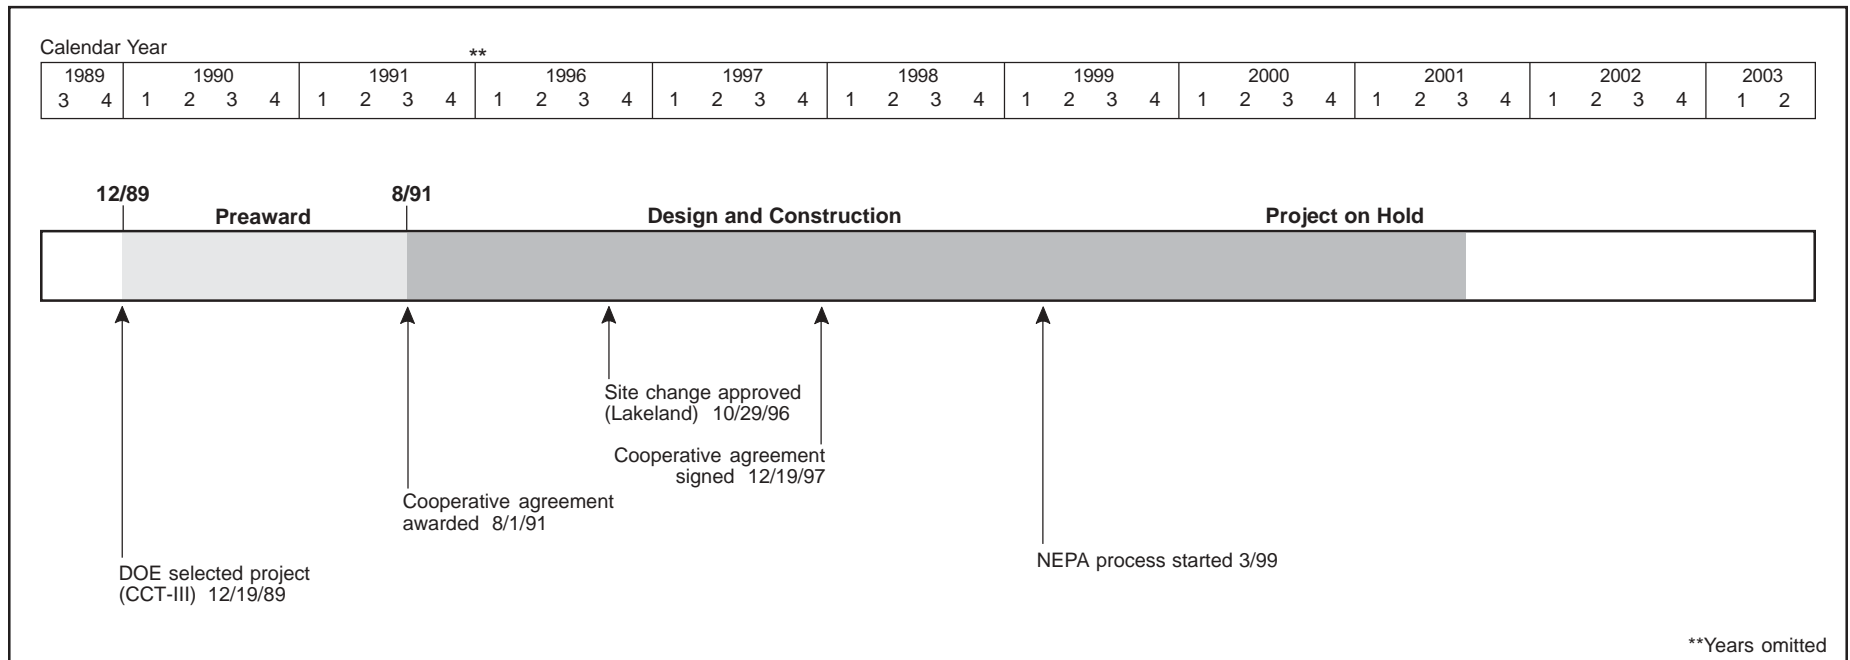 Calendar Year
**
1989 1990 1991 1996 1997 1998 1999 2000 2001 2002 2003
3 4 1 2 3 4 1 2 3 4 1 2 3 4 1 2 3 4 1 2 3 4 1 2 3 4 1 2 3 4 1 2 3 4 1 2 3 4 1 2
12/89 8/91
Preaward Design and Construction Project on Hold
Site change approved
(Lakeland) 10/29/96
Cooperative agreement
signed 12/19/97
Cooperative agreement
awarded 8/1/91
NEPA process started 3/99
DOE selected project
(CCT-III) 12/19/89
**Years omitted